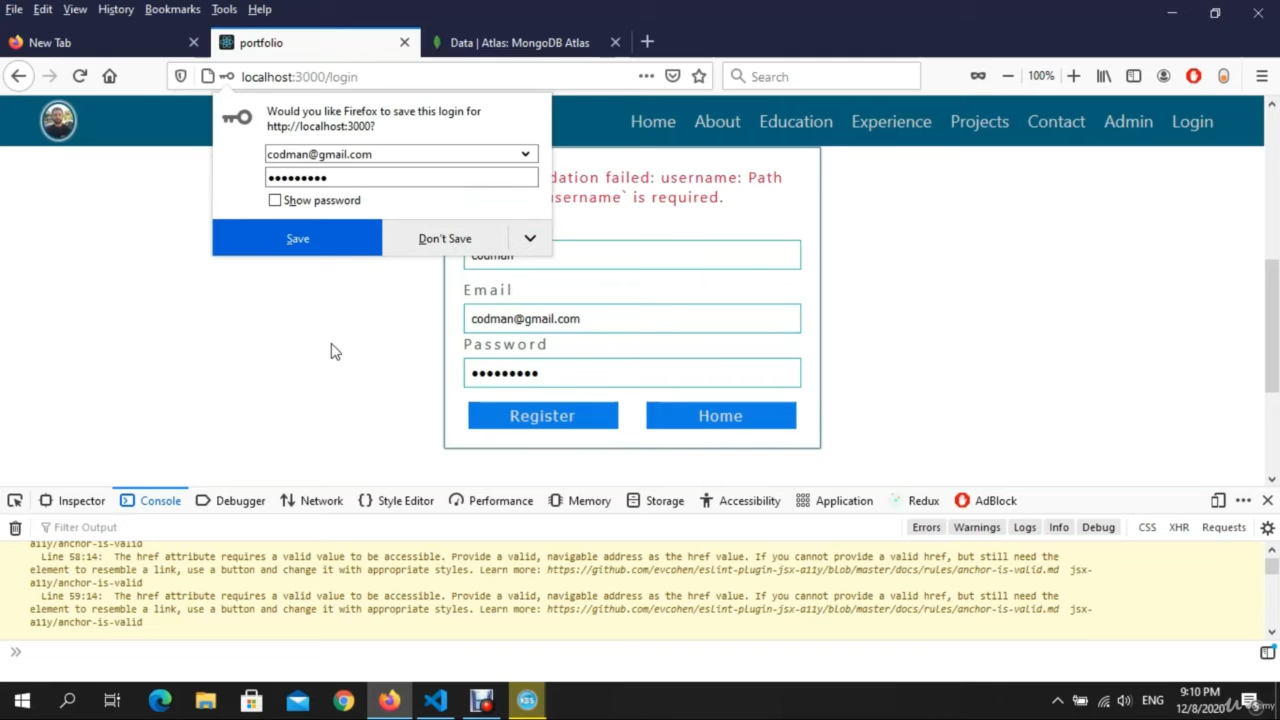 File Edit View History Bookmarks Tools Help
New Tab
portfolio
Data | Atlas: MongoDB Atlas
localhost:3000/login
Search
100%
Would you like Firefox to save this login for
http://localhost:3000?
codman@gmail.com
•••••••••
Show password
Save
Don't Save
Home About Education Experience Projects Contact Admin Login
dation failed: username: Path
sername` is required.
codman
Email
codman@gmail.com
Password
•••••••••
Register
Home
Inspector Console Debugger Network Style Editor Performance Memory Storage Accessibility Application Redux AdBlock
Filter Output
Errors Warnings Logs Info Debug CSS XHR Requests
a11y/anchor-is-valid
Line 58:14: The href attribute requires a valid value to be accessible. Provide a valid, navigable address as the href value. If you cannot provide a valid href, but still need the
element to resemble a link, use a button and change it with appropriate styles. Learn more: https://github.com/evcohen/eslint-plugin-jsx-a11y/blob/master/docs/rules/anchor-is-valid.md jsx-
a11y/anchor-is-valid
Line 59:14: The href attribute requires a valid value to be accessible. Provide a valid, navigable address as the href value. If you cannot provide a valid href, but still need the
element to resemble a link, use a button and change it with appropriate styles. Learn more: https://github.com/evcohen/eslint-plugin-jsx-a11y/blob/master/docs/rules/anchor-is-valid.md jsx-
a11y/anchor-is-valid
ENG
9:10 PM
12/8/2020